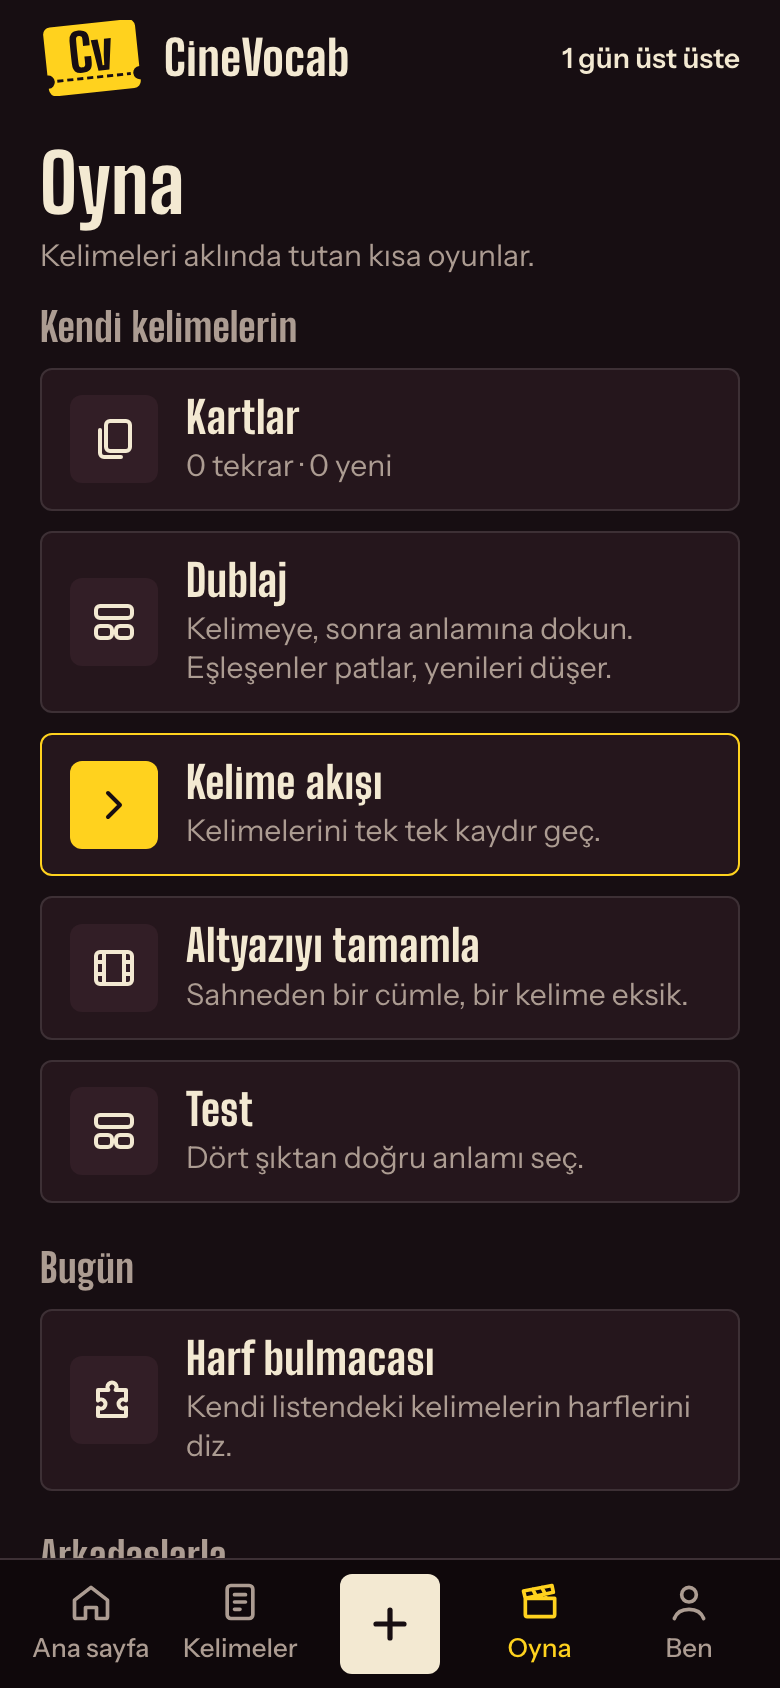 Cv CineVocab
1 gün üst üste
Oyna
Kelimeleri aklında tutan kısa oyunlar.
Kendi kelimelerin
Kartlar
0 tekrar · 0 yeni
Dublaj
Kelimeye, sonra anlamına dokun.
Eşleşenler patlar, yenileri düşer.
Kelime akışı
Kelimelerini tek tek kaydır geç.
Altyazıyı tamamla
Sahneden bir cümle, bir kelime eksik.
Test
Dört şıktan doğru anlamı seç.
Bugün
Harf bulmacası
Kendi listendeki kelimelerin harflerini
diz.
Arkadaşlarla
Ana sayfa
Kelimeler
Oyna
Ben